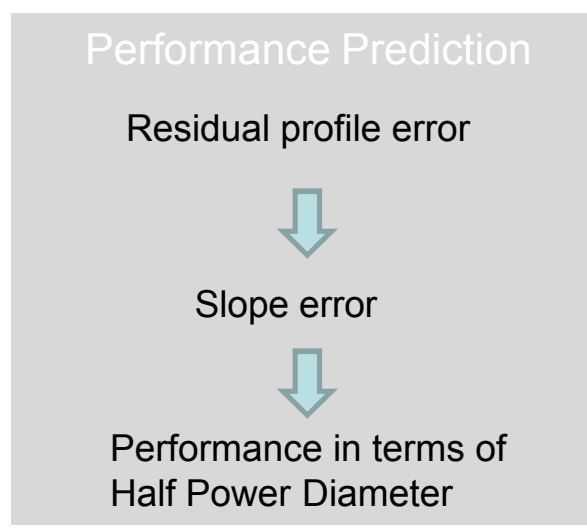 Performance Prediction
Residual profile error
Slope error
Performance in terms of
Half Power Diameter